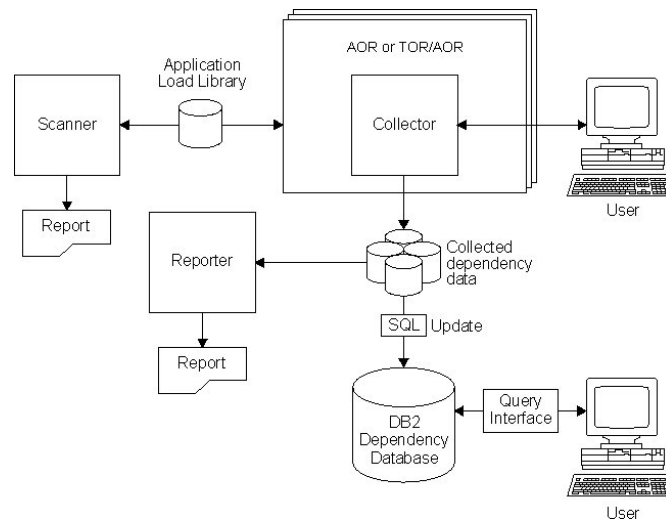 AOR or TOR/AOR
Application
Load Library
Scanner
Collector
User
Report
Reporter
Collected
dependency
data
SQL
Update
Report
DB2
Dependency
Database
Query
Interface
User